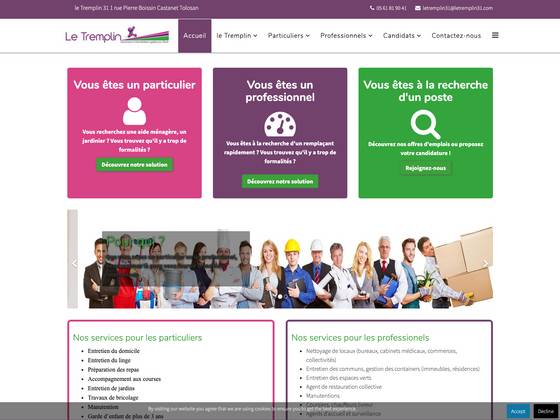 le Tremplin 31 1 rue Pierre Boissin Castanet Tolosan
05 61 81 90 41
letremplin31@letremplin31.com
Le Tremplin
Accueil
le Tremplin
Particuliers
Professionnels
Candidats
Contactez-nous
Vous êtes un particulier
Vous recherchez une aide ménagère, un
jardinier ? Vous trouvez qu'il y a trop de
formalités ?
Découvrez notre solution
Vous êtes un
professionnel
Vous êtes à la recherche d'un remplaçant
rapidement ? Vous trouvez qu'il y a trop de
formalités ?
Découvrez notre solution
Vous êtes à la recherche
d'un poste
Découvrez nos offres d'emplois ou proposez
votre candidature !
Rejoignez-nous
Pour qui ?
Nos services pour les particuliers
Entretien du domicile
Entretien du linge
Préparation des repas
Accompagnement aux courses
Entretien de jardins
Travaux de bricolage
Manutention
Garde d'enfant de plus de 3 ans
Nos services pour les professionels
Nettoyage de locaux (bureaux, cabinets médicaux, commerces,
collectivités)
Entretien des communs, gestion des containers (immeubles, résidences)
Entretien des espaces verts
Agent de restauration collective
Manutentions
Agents d'accueil et surveillance
By visiting our website you agree that we are using cookies to ensure you to get the best experience.
Accept
Decline